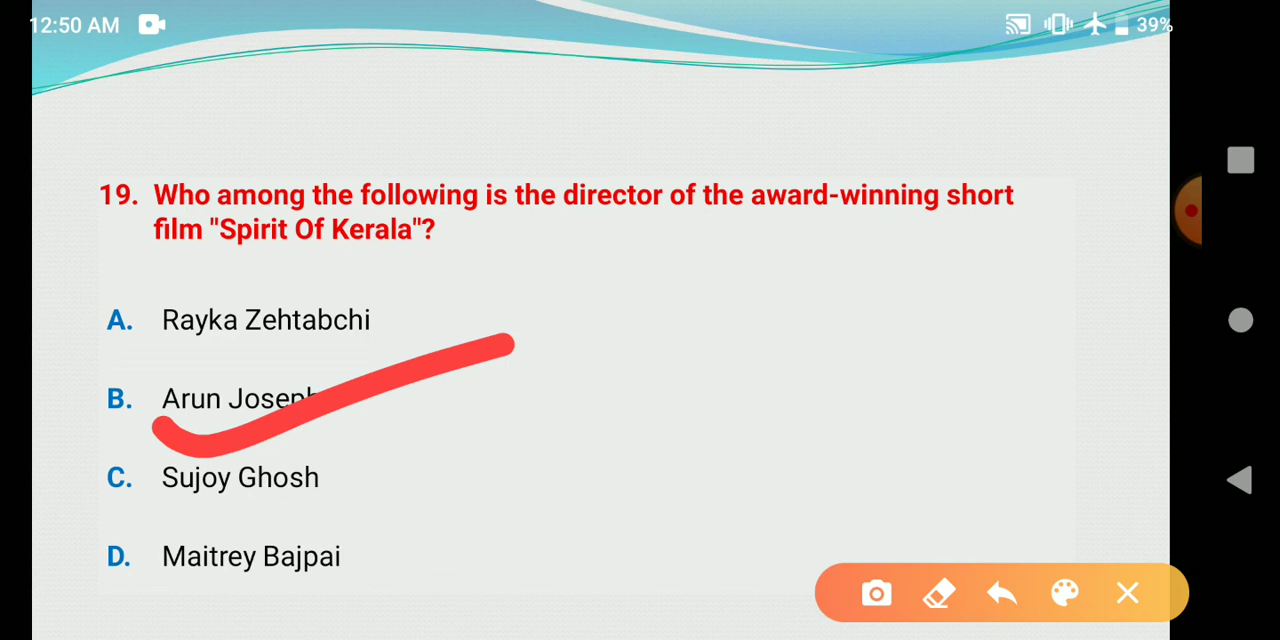 12:50 AM
39%
19. Who among the following is the director of the award-winning short
film "Spirit Of Kerala"?
A. Rayka Zehtabchi
B. Arun Joseph
C. Sujoy Ghosh
D. Maitrey Bajpai